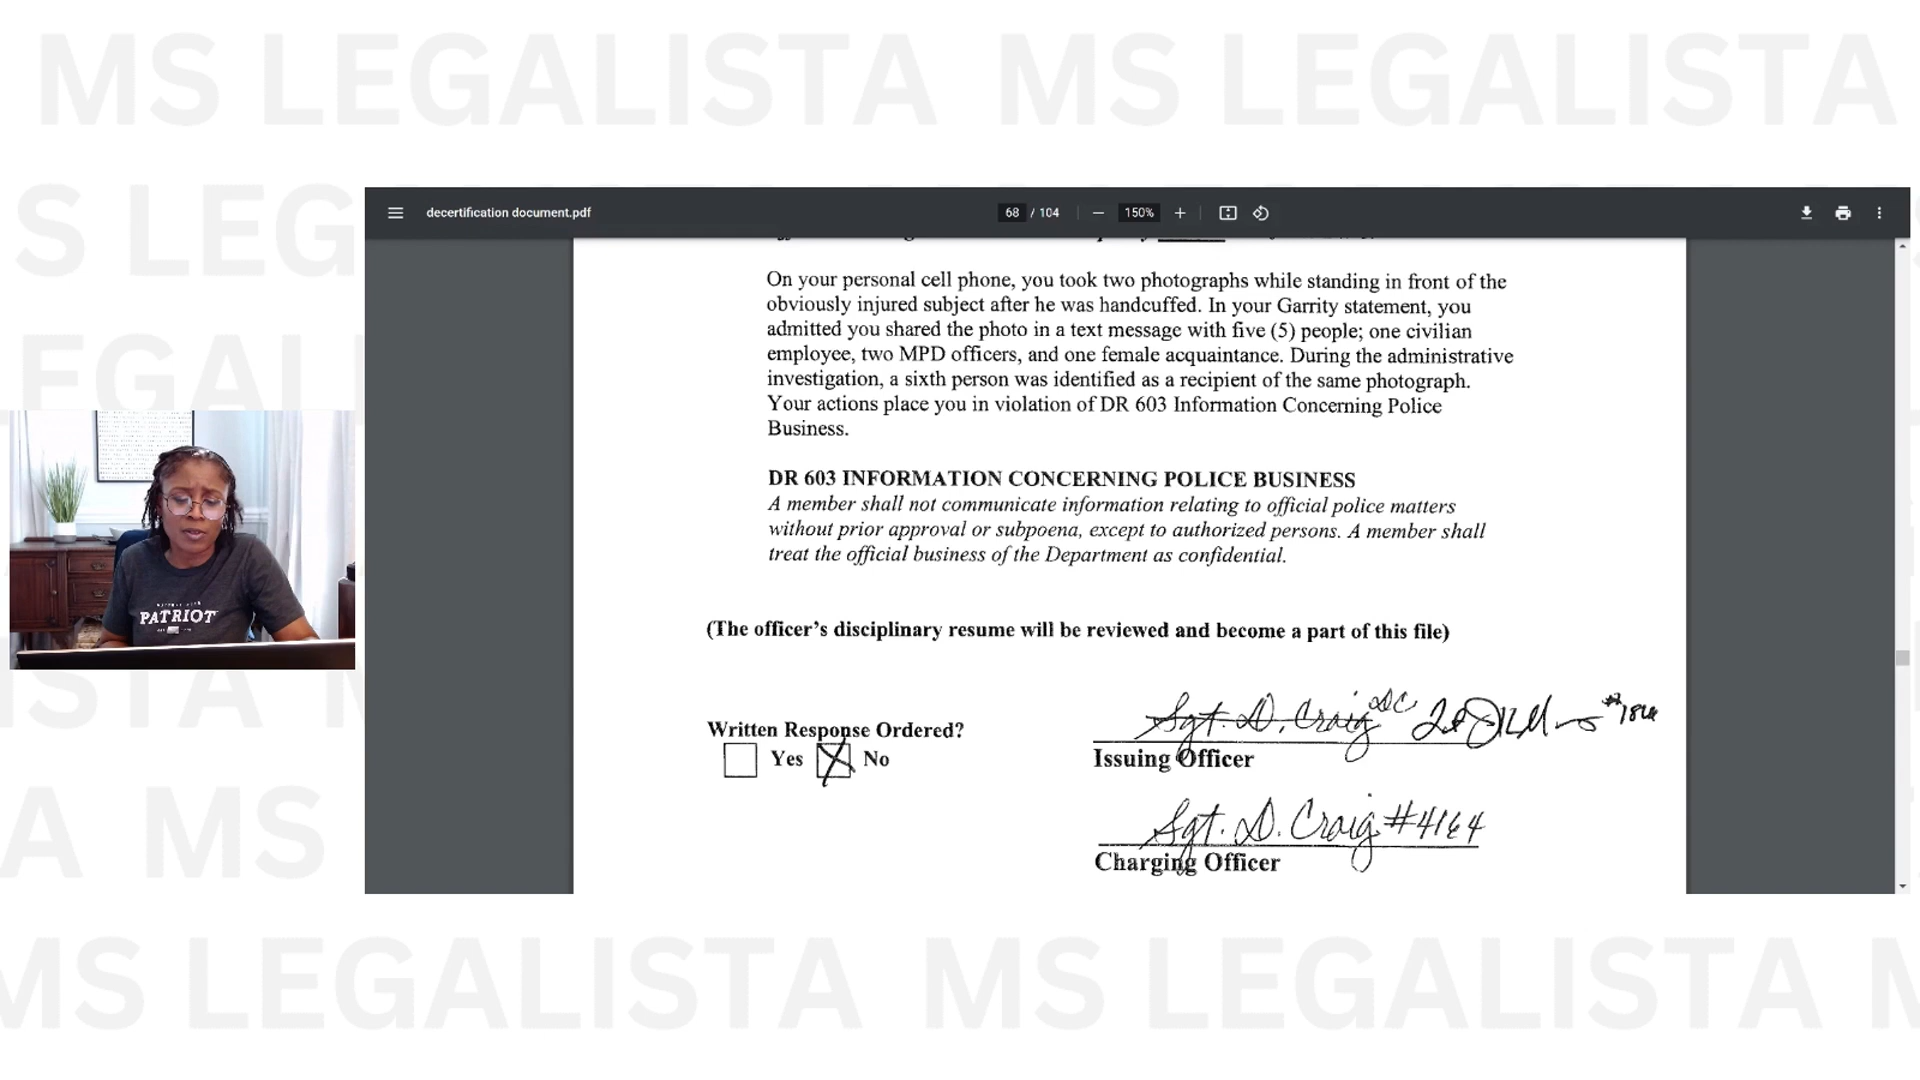 MS LEGALISTA MS LEGALISTA
S LEG
EGALI
decertification document.pdf
68 / 104
150%
On your personal cell phone, you took two photographs while standing in front of the
obviously injured subject after he was handcuffed. In your Garrity statement, you
admitted you shared the photo in a text message with five (5) people; one civilian
employee, two MPD officers, and one female acquaintance. During the administrative
investigation, a sixth person was identified as a recipient of the same photograph.
Your actions place you in violation of DR 603 Information Concerning Police
Business.
DR 603 INFORMATION CONCERNING POLICE BUSINESS
A member shall not communicate information relating to official police matters
without prior approval or subpoena, except to authorized persons. A member shall
treat the official business of the Department as confidential.
(The officer's disciplinary resume will be reviewed and become a part of this file)
PATRIOT
ISTA
Written Response Ordered?
Yes No
Sgt. D. Craig DC
Issuing Officer
Sgt. D. Craig #4164
Charging Officer
A MS
MS LEGALISTA MS LEGALISTA M